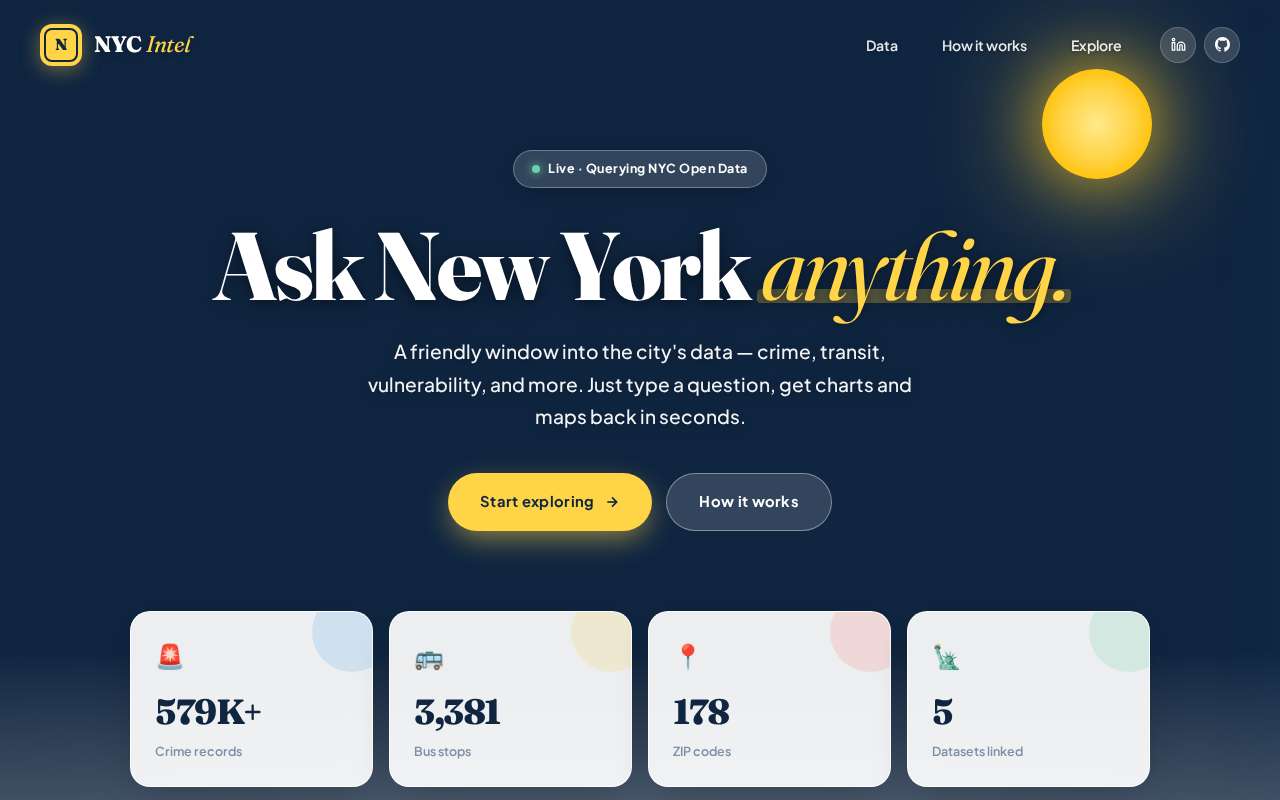 N
NYC Intel
Data
How it works
Explore
in
Live · Querying NYC Open Data
Ask New York anything.
A friendly window into the city's data — crime, transit,
vulnerability, and more. Just type a question, get charts and
maps back in seconds.
Start exploring →
How it works
579K+
Crime records
3,381
Bus stops
178
ZIP codes
5
Datasets linked